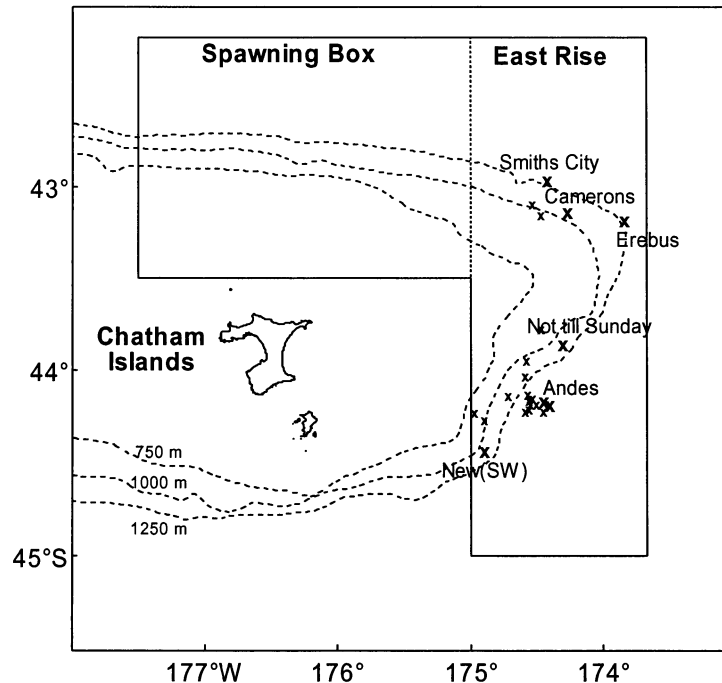 Spawning Box
East Rise
Smiths City
43°
Camerons
Erebus
Not till Sunday
Chatham
Islands
44°
Andes
750 m
New(SW)
1000 m
1250 m
45°S
177°W
176°
175°
174°